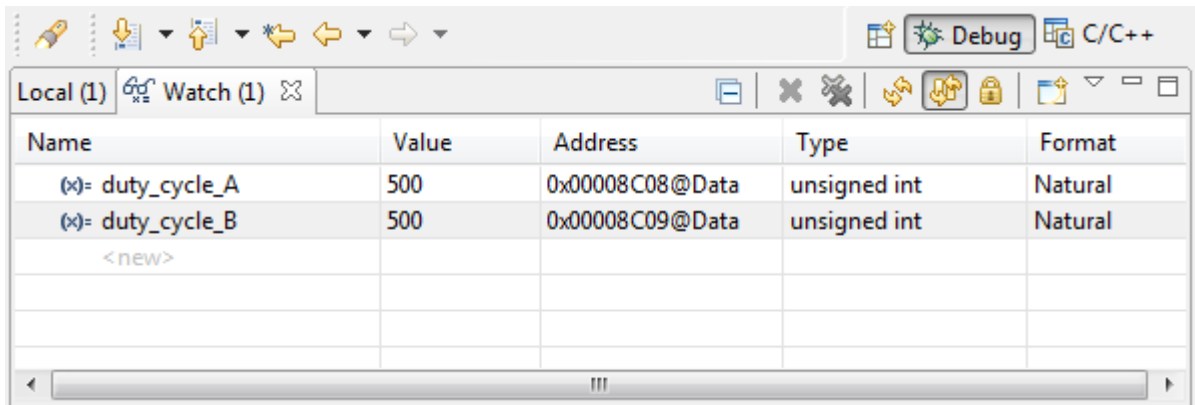 Debug C/C++
Local (1) Watch (1)
Name Value Address Type Format
(x)= duty_cycle_A 500 0x00008C08@Data unsigned int Natural
(x)= duty_cycle_B 500 0x00008C09@Data unsigned int Natural
<new>